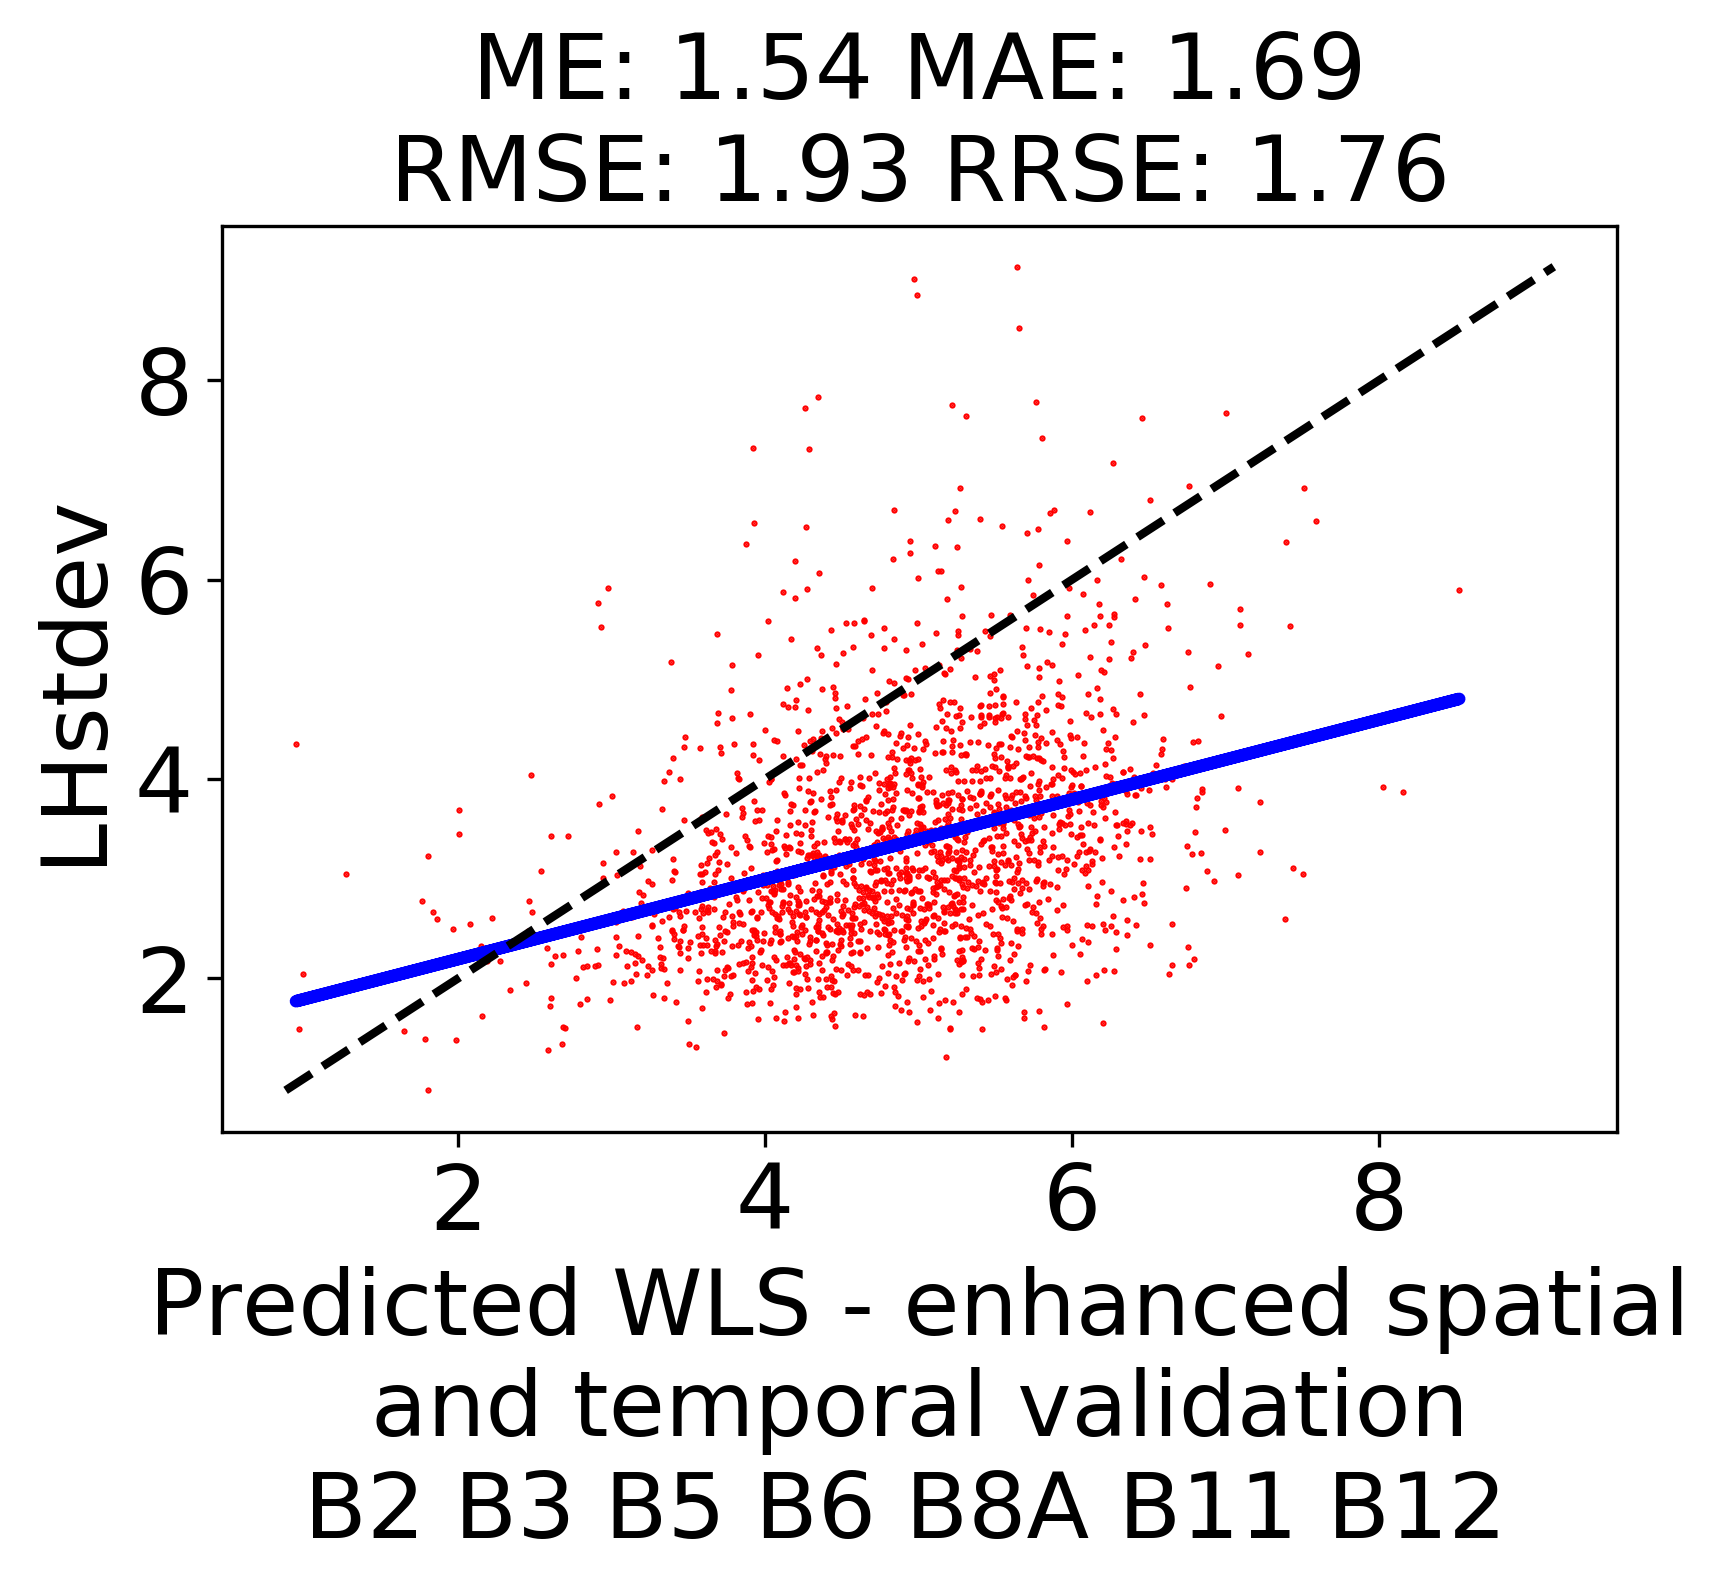 ME: 1.54 MAE: 1.69
RMSE: 1.93 RRSE: 1.76
LHstdev
8
6
4
2
2 4 6 8
Predicted WLS - enhanced spatial
and temporal validation
B2 B3 B5 B6 B8A B11 B12